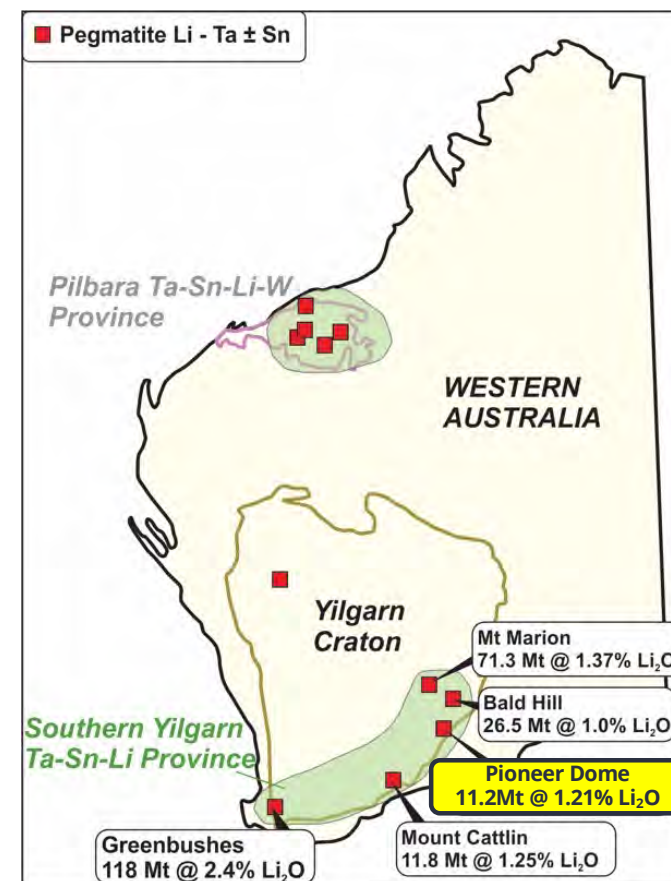 Pegmatite Li - Ta ± Sn
Pilbara Ta-Sn-Li-W
Province
WESTERN
AUSTRALIA
Yilgarn
Craton
Mt Marion
71.3 Mt @ 1.37% Li₂O
Bald Hill
26.5 Mt @ 1.0% Li₂O
Southern Yilgarn
Ta-Sn-Li Province
Pioneer Dome
11.2Mt @ 1.21% Li₂O
Greenbushes
118 Mt @ 2.4% Li₂O
Mount Cattlin
11.8 Mt @ 1.25% Li₂O